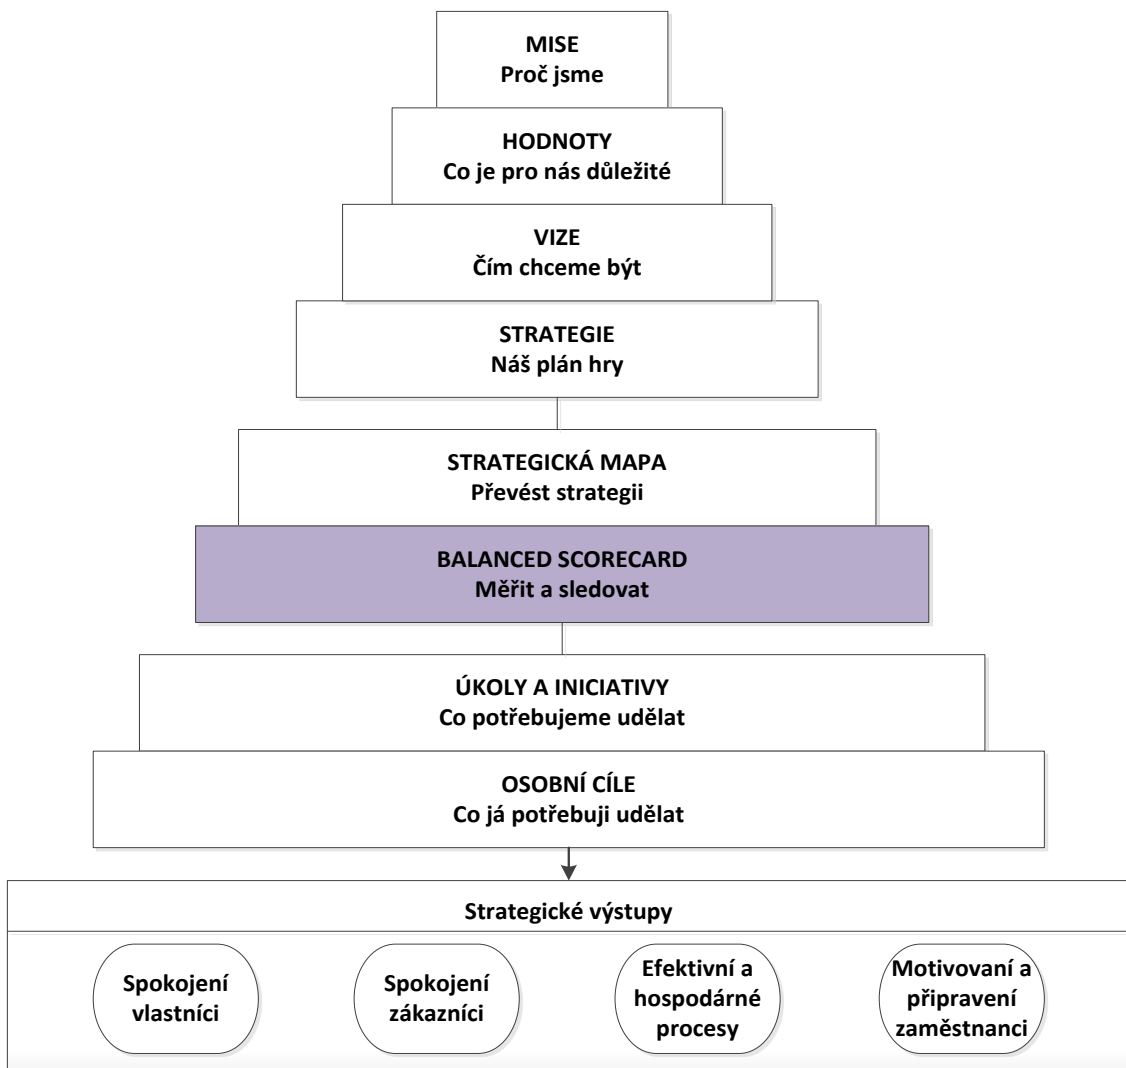 MISE
Proč jsme
HODNOTY
Co je pro nás důležité
VIZE
Čím chceme být
STRATEGIE
Náš plán hry
STRATEGICKÁ MAPA
Převést strategii
BALANCED SCORECARD
Měřit a sledovat
ÚKOLY A INICIATIVY
Co potřebujeme udělat
OSOBNÍ CÍLE
Co já potřebuji udělat
Strategické výstupy
Spokojení
vlastníci
Spokojení
zákazníci
Efektivní a
hospodárné
procesy
Motivovaní a
připravení
zaměstnanci